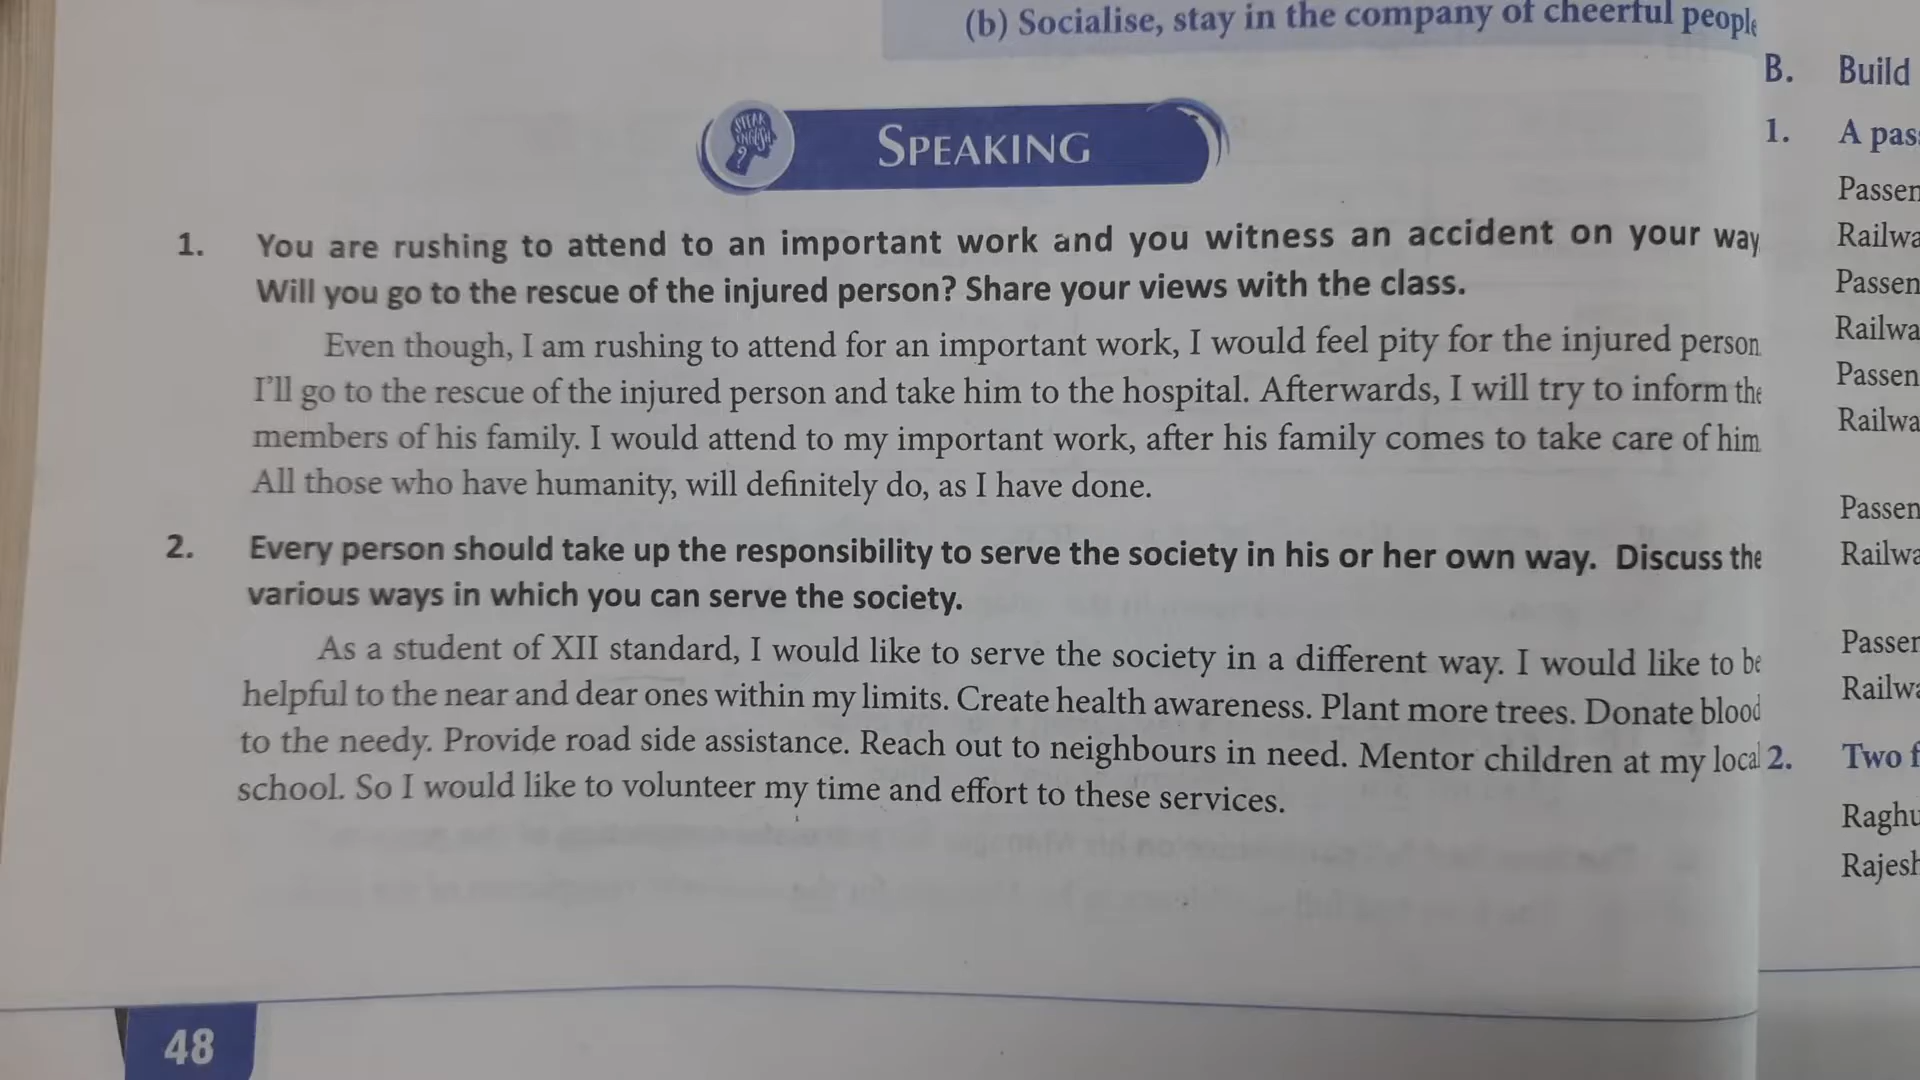 (b) Socialise, stay in the company of cheerful people
SPEAK ENGLISH ?
SPEAKING
1. You are rushing to attend to an important work and you witness an accident on your way
Will you go to the rescue of the injured person? Share your views with the class.
Even though, I am rushing to attend for an important work, I would feel pity for the injured person.
I'll go to the rescue of the injured person and take him to the hospital. Afterwards, I will try to inform the
members of his family. I would attend to my important work, after his family comes to take care of him.
All those who have humanity, will definitely do, as I have done.
2. Every person should take up the responsibility to serve the society in his or her own way. Discuss the
various ways in which you can serve the society.
As a student of XII standard, I would like to serve the society in a different way. I would like to be
helpful to the near and dear ones within my limits. Create health awareness. Plant more trees. Donate blood
to the needy. Provide road side assistance. Reach out to neighbours in need. Mentor children at my local
school. So I would like to volunteer my time and effort to these services.
48
B. Build
1. A pas
Passen
Railwa
Passen
Railwa
Passen
Railwa
Passen
Railwa
Passen
Railwa
2. Two f
Raghu
Rajesh